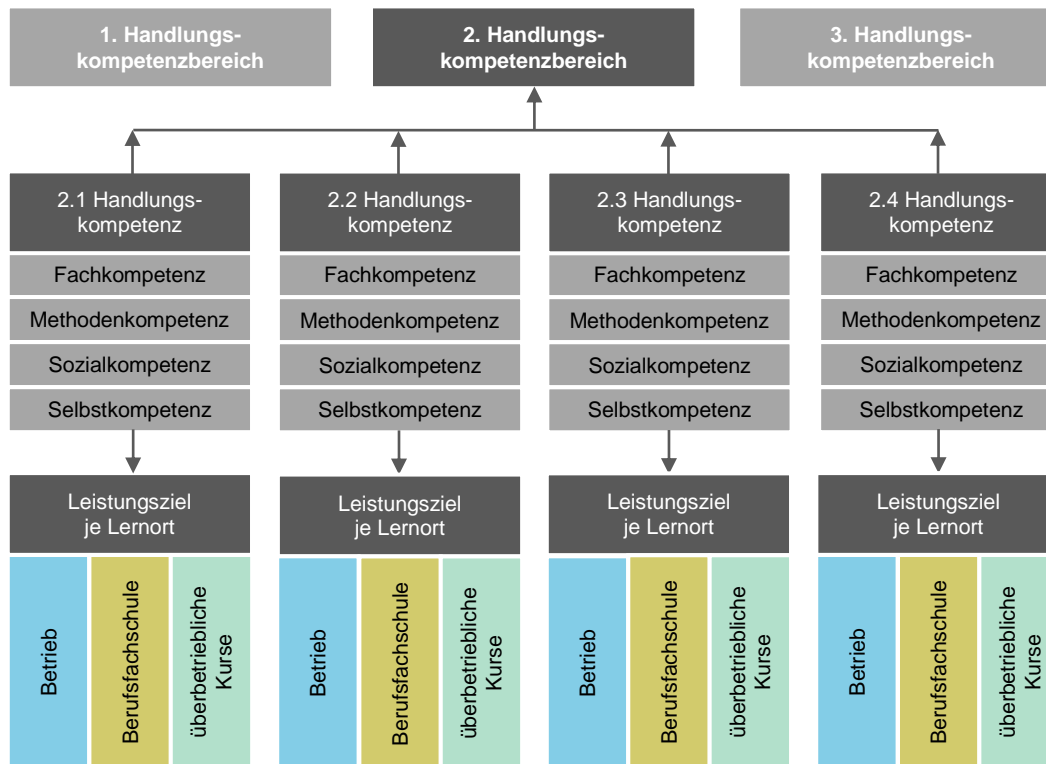 1. Handlungs-
kompetenzbereich
2. Handlungs-
kompetenzbereich
3. Handlungs-
kompetenzbereich
2.1 Handlungs-
kompetenz
2.2 Handlungs-
kompetenz
2.3 Handlungs-
kompetenz
2.4 Handlungs-
kompetenz
Fachkompetenz
Fachkompetenz
Fachkompetenz
Fachkompetenz
Methodenkompetenz
Methodenkompetenz
Methodenkompetenz
Methodenkompetenz
Sozialkompetenz
Sozialkompetenz
Sozialkompetenz
Sozialkompetenz
Selbstkompetenz
Selbstkompetenz
Selbstkompetenz
Selbstkompetenz
Leistungsziel
je Lernort
Leistungsziel
je Lernort
Leistungsziel
je Lernort
Leistungsziel
je Lernort
Betrieb
Berufsfachschule
überbetriebliche
Kurse
Betrieb
Berufsfachschule
überbetriebliche
Kurse
Betrieb
Berufsfachschule
überbetriebliche
Kurse
Betrieb
Berufsfachschule
überbetriebliche
Kurse